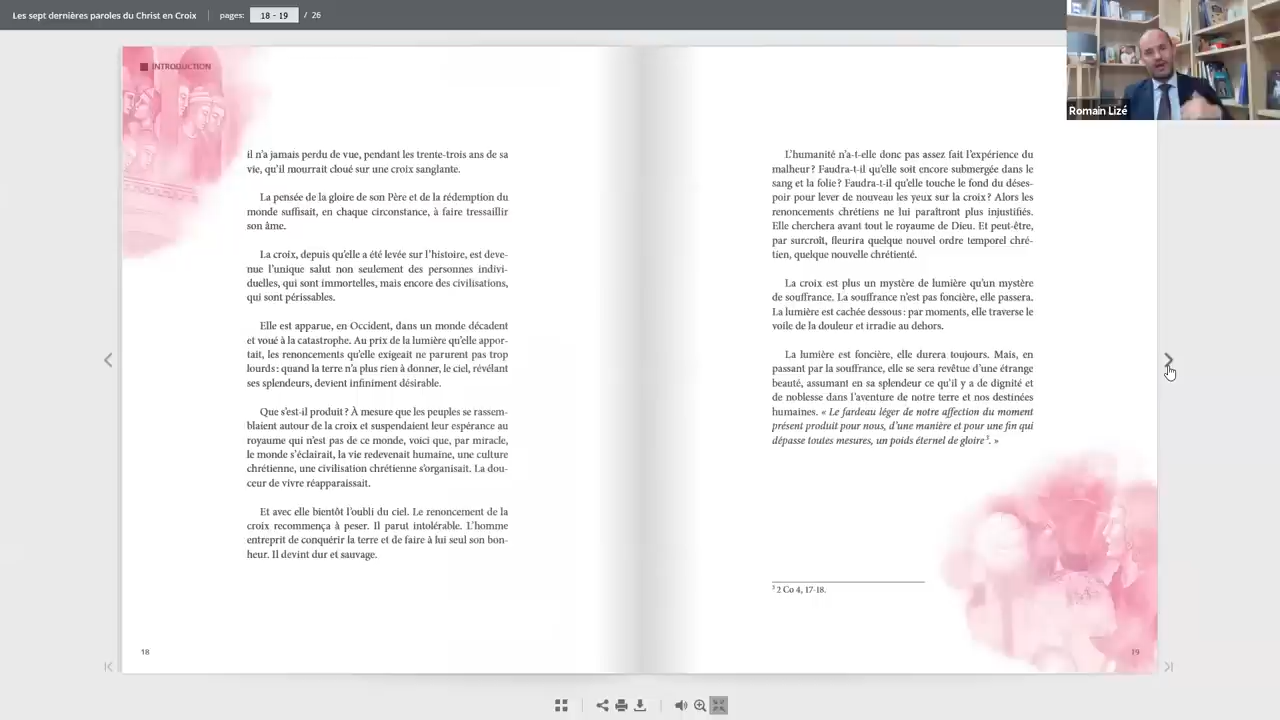 Les sept dernières paroles du Christ en Croix
pages:
18 - 19
/ 26
Romain Lizé
INTRODUCTION
il n'a jamais perdu de vue, pendant les trente-trois ans de sa
vie, qu'il mourrait cloué sur une croix sanglante.
La pensée de la gloire de son Père et de la rédemption du
monde suffisait, en chaque circonstance, à faire tressaillir
son âme.
La croix, depuis qu'elle a été levée sur l'histoire, est deve-
nue l'unique salut non seulement des personnes indivi-
duelles, qui sont immortelles, mais encore des civilisations,
qui sont périssables.
Elle est apparue, en Occident, dans un monde décadent
et voué à la catastrophe. Au prix de la lumière qu'elle appor-
tait, les renoncements qu'elle exigeait ne parurent pas trop
lourds : quand la terre n'a plus rien à donner, le ciel, révélant
ses splendeurs, devient infiniment désirable.
Que s'est-il produit ? À mesure que les peuples se rassem-
blaient autour de la croix et suspendaient leur espérance au
royaume qui n'est pas de ce monde, voici que, par miracle,
le monde s'éclairait, la vie redevenait humaine, une culture
chrétienne, une civilisation chrétienne s'organisait. La dou-
ceur de vivre réapparaissait.
Et avec elle bientôt l'oubli du ciel. Le renoncement de la
croix recommença à peser. Il parut intolérable. L'homme
entreprit de conquérir la terre et de faire à lui seul son bon-
heur. Il devint dur et sauvage.
18
L'humanité n'a-t-elle donc pas assez fait l'expérience du
malheur ? Faudra-t-il qu'elle soit encore submergée dans le
sang et la folie ? Faudra-t-il qu'elle touche le fond du déses-
poir pour lever de nouveau les yeux sur la croix ? Alors les
renoncements chrétiens ne lui paraîtront plus injustifiés.
Elle cherchera avant tout le royaume de Dieu. Et peut-être,
par surcroît, fleurira quelque nouvel ordre temporel chré-
tien, quelque nouvelle chrétienté.
La croix est plus un mystère de lumière qu'un mystère
de souffrance. La souffrance n'est pas foncière, elle passera.
La lumière est cachée dessous : par moments, elle traverse le
voile de la douleur et irradie au dehors.
La lumière est foncière, elle durera toujours. Mais, en
passant par la souffrance, elle se sera revêtue d'une étrange
beauté, assumant en sa splendeur ce qu'il y a de dignité et
de noblesse dans l'aventure de notre terre et nos destinées
humaines. « Le fardeau léger de notre affection du moment
présent produit pour nous, d'une manière et pour une fin qui
dépasse toutes mesures, un poids éternel de gloire ³. »
³ 2 Co 4, 17-18.
19